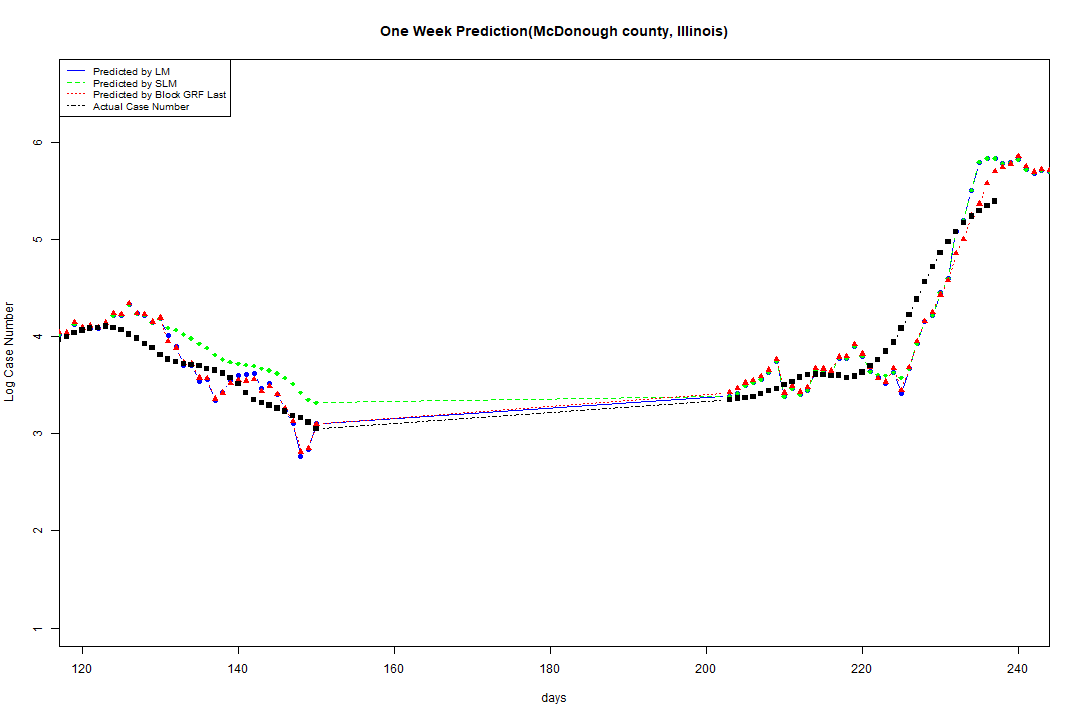 One Week Prediction(McDonough county, Illinois)
Predicted by LM
Predicted by SLM
Predicted by Block GRF Last
Actual Case Number
6
5
4
3
2
1
Log Case Number
120 140 160 180 200 220 240
days